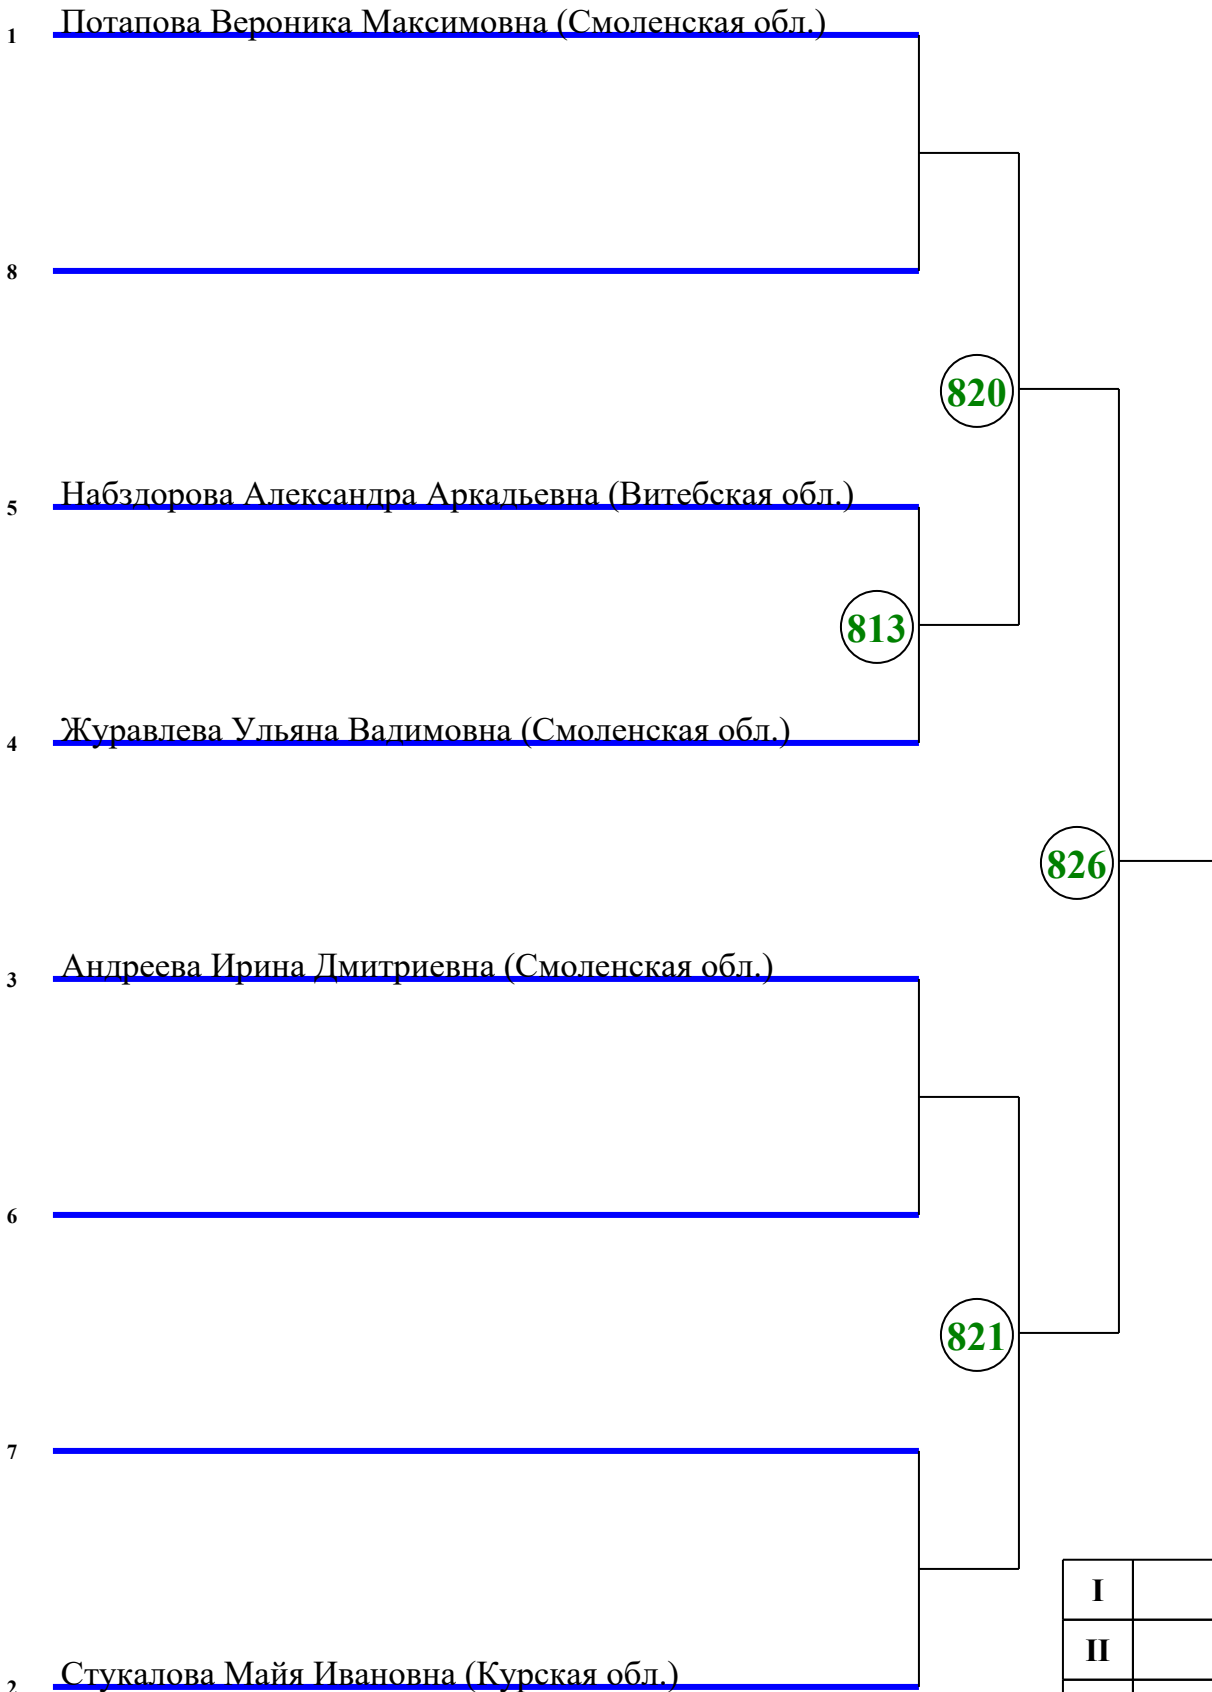 1 Потапова Вероника Максимовна (Смоленская обл.)
8
820
5 Набздорова Александра Аркадьевна (Витебская обл.)
813
4 Журавлева Ульяна Вадимовна (Смоленская обл.)
826
3 Андреева Ирина Дмитриевна (Смоленская обл.)
6
821
7
I
II
2 Стукалова Майя Ивановна (Курская обл.)